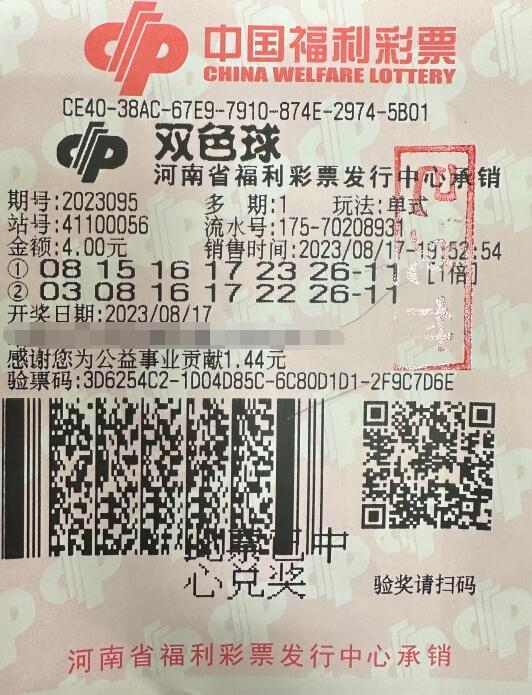 中国福利彩票
CHINA WELFARE LOTTERY
CE40-38AC-67E9-7910-874E-2974-5B01
双色球
河南省福利彩票发行中心承销
期号:2023095 多 期:1 玩法:单式
站号:41100056 流水号:175-70208931
金额:4.00元 销售时间:2023/08/17-19:52:54
① 08 15 16 17 23 26-11 [1倍]
② 03 08 16 17 22 26-11
开奖日期:2023/08/17
感谢您为公益事业贡献1.44元
验票码:3D6254C2-1D04D85C-6C80D1D1-2F9C7D6E
此票已中
心兑奖
验奖请扫码
河南省福利彩票发行中心承销
已兑